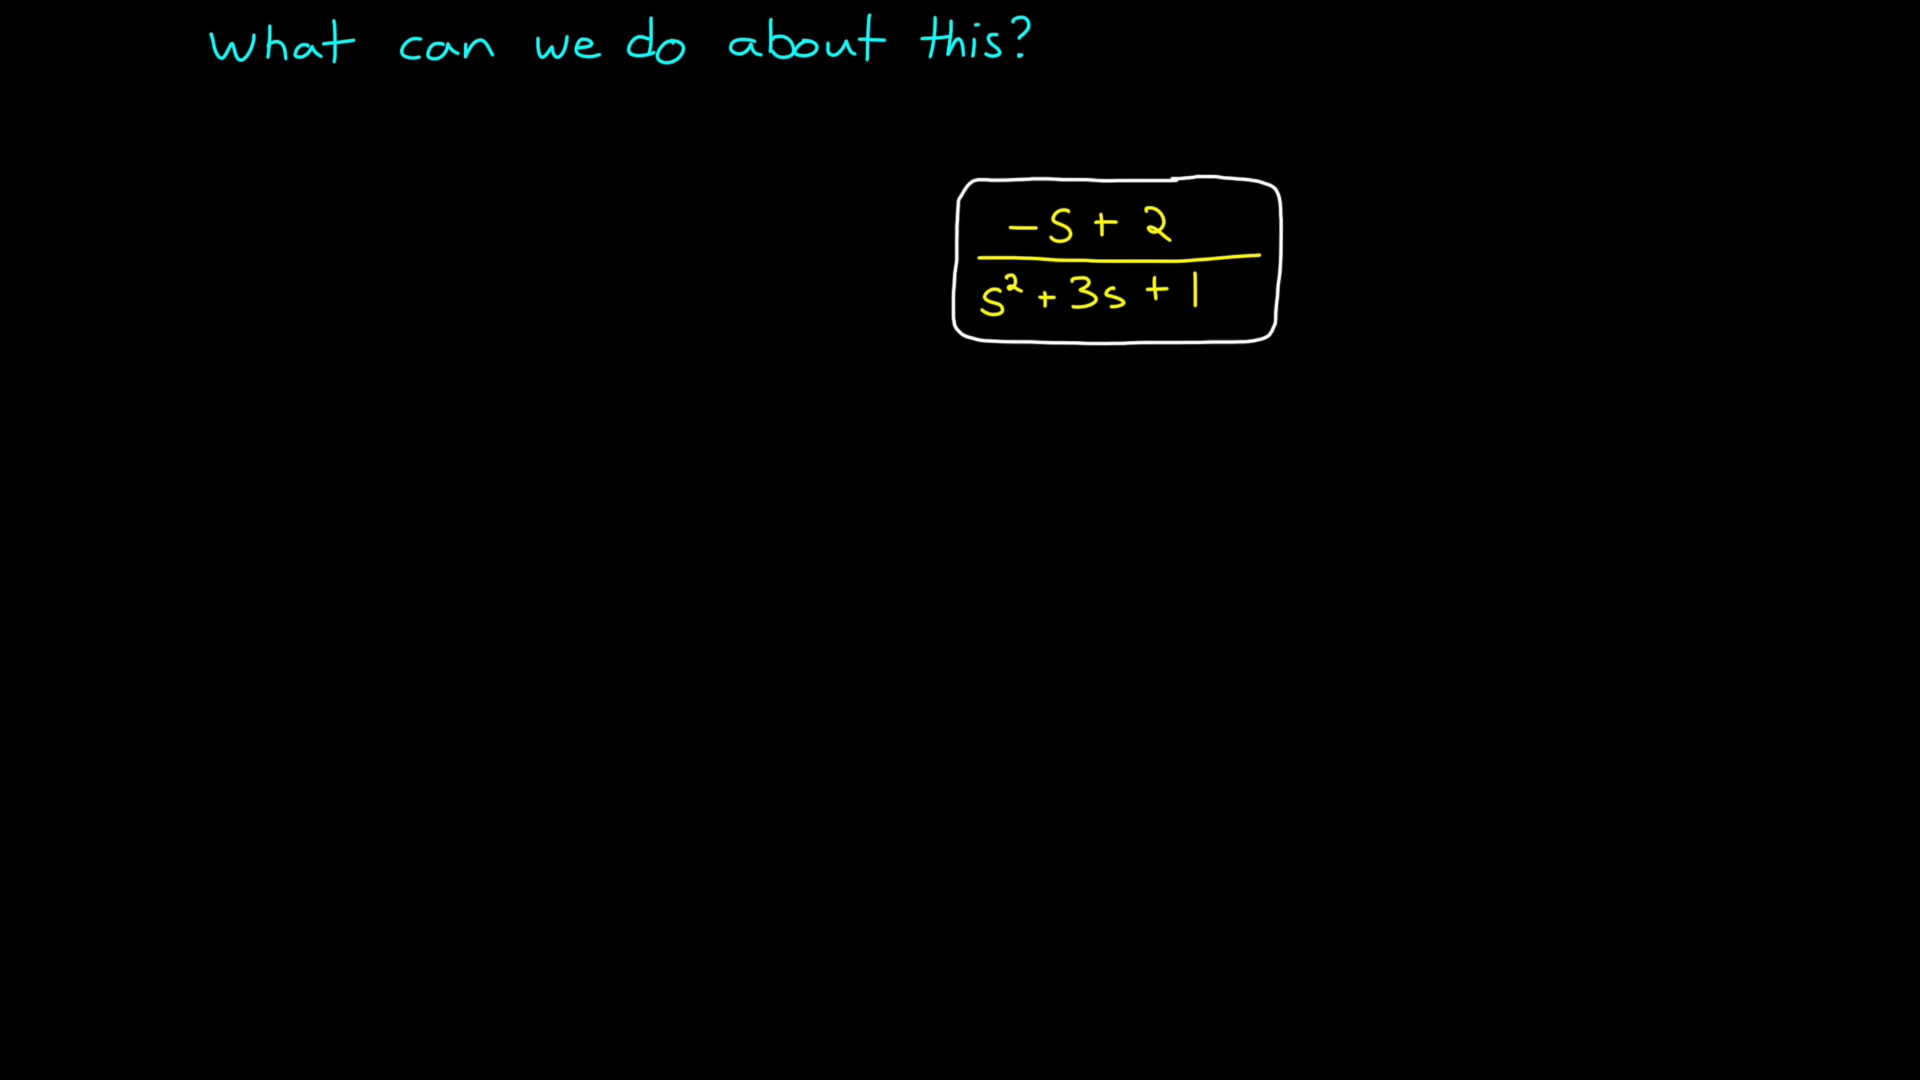 What can we do about this?
-s + 2
s² + 3s + 1